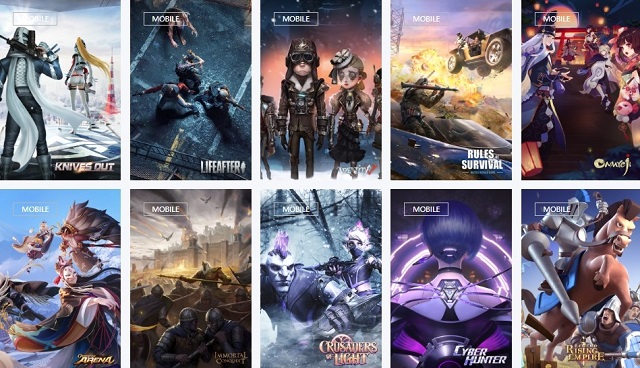 MOBILE
KNIVES OUT
MOBILE
LIFEAFTER
MOBILE
MOBILE
RULES OF
SURVIVAL
MOBILE
Onmyoji
MOBILE
ARENA
MOBILE
IMMORTAL
CONQUEST
MOBILE
CRUSADERS
OF LIGHT
MOBILE
CYBER
HUNTER
MOBILE
RISING
EMPIRE